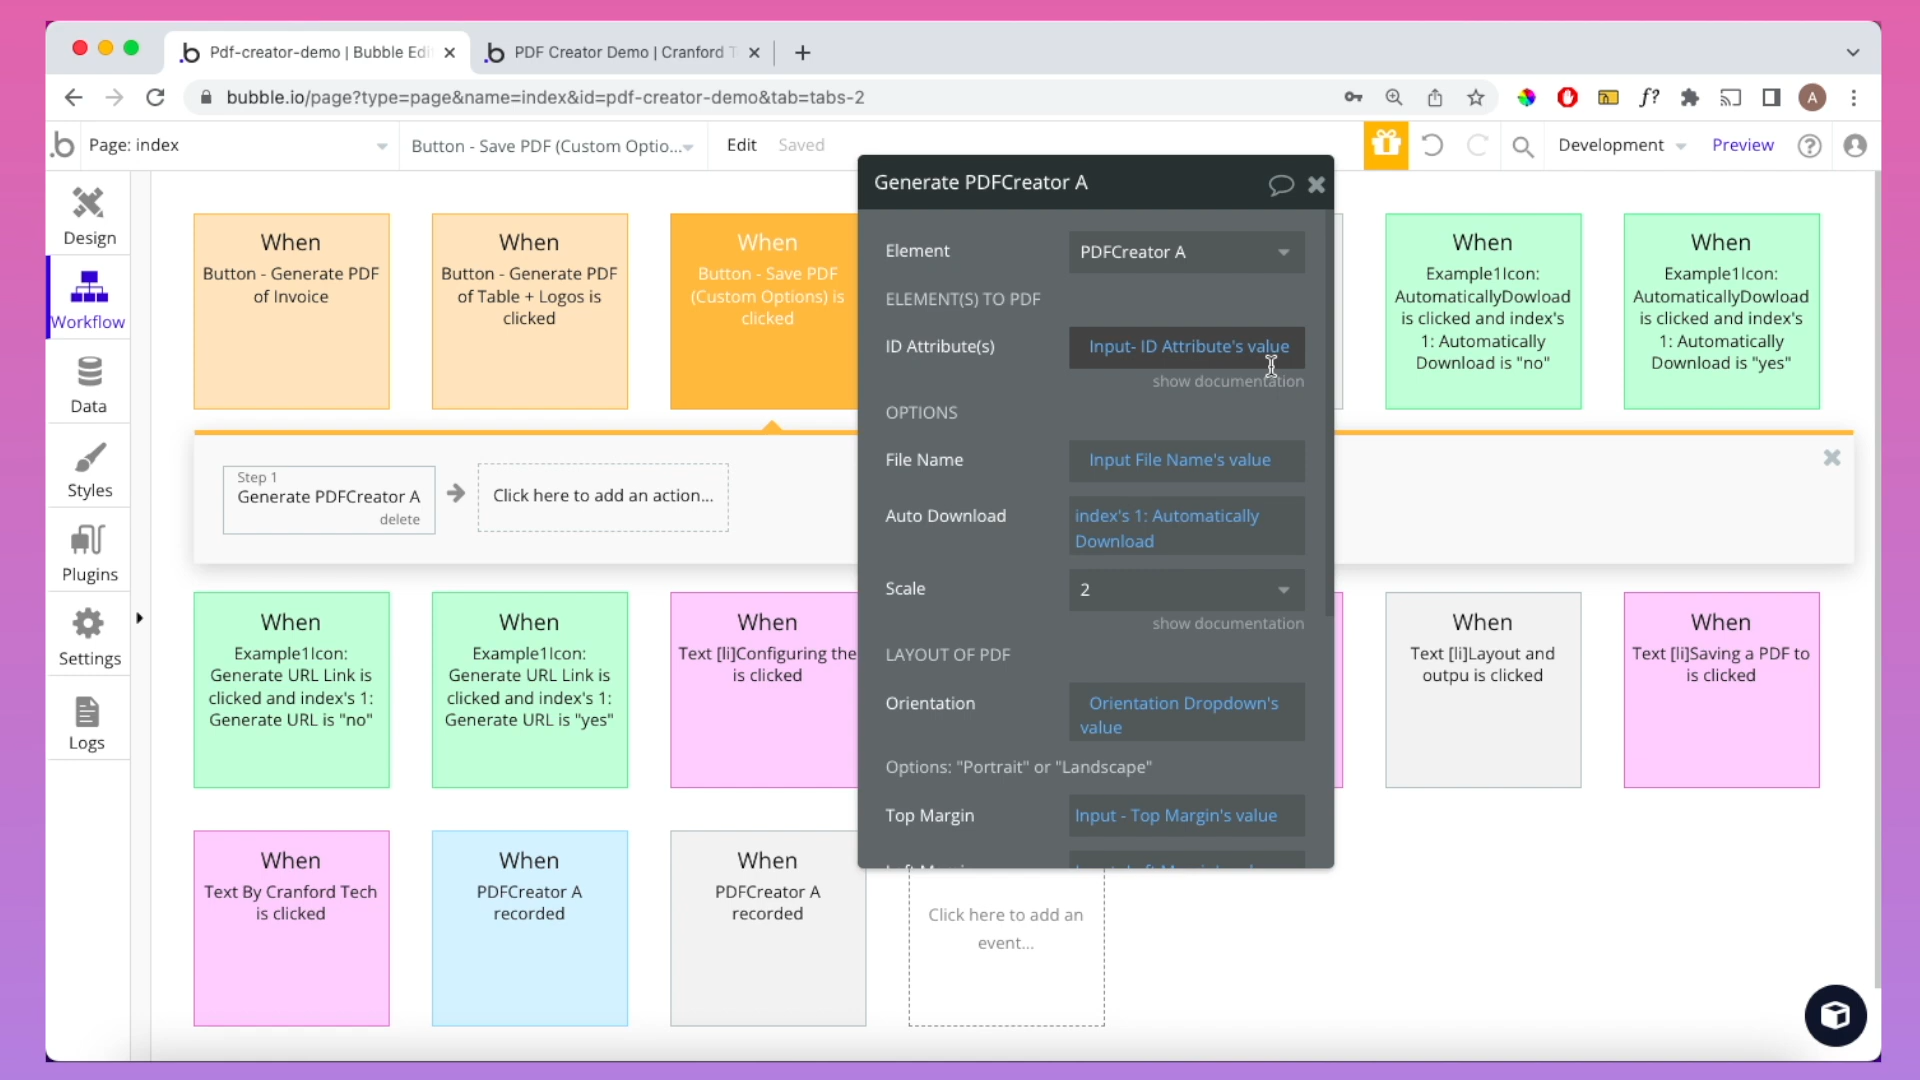 Pdf-creator-demo | Bubble Edi
PDF Creator Demo | Cranford T
bubble.io/page?type=page&name=index&id=pdf-creator-demo&tab=tabs-2
f?
A
.b
Page: index
Button - Save PDF (Custom Optio...
Edit
Saved
Development
Preview
Design
Workflow
Data
Styles
Plugins
Settings
Logs
When
Button - Generate PDF
of Invoice
When
Button - Generate PDF
of Table + Logos is
clicked
When
Button - Save PDF
(Custom Options) is
clicked
When
Example1Icon:
AutomaticallyDowload
is clicked and index's
1: Automatically
Download is "no"
When
Example1Icon:
AutomaticallyDowload
is clicked and index's
1: Automatically
Download is "yes"
Step 1
Generate PDFCreator A
delete
Click here to add an action...
Generate PDFCreator A
Element
PDFCreator A
ELEMENT(S) TO PDF
ID Attribute(s)
Input- ID Attribute's value
show documentation
OPTIONS
File Name
Input File Name's value
Auto Download
index's 1: Automatically
Download
Scale
2
show documentation
LAYOUT OF PDF
Orientation
Orientation Dropdown's
value
Options: "Portrait" or "Landscape"
Top Margin
Input - Top Margin's value
When
Example1Icon:
Generate URL Link is
clicked and index's 1:
Generate URL is "no"
When
Example1Icon:
Generate URL Link is
clicked and index's 1:
Generate URL is "yes"
When
Text [li]Configuring the
is clicked
When
Text [li]Layout and
outpu is clicked
When
Text [li]Saving a PDF to
is clicked
When
Text By Cranford Tech
is clicked
When
PDFCreator A
recorded
When
PDFCreator A
recorded
Click here to add an
event...